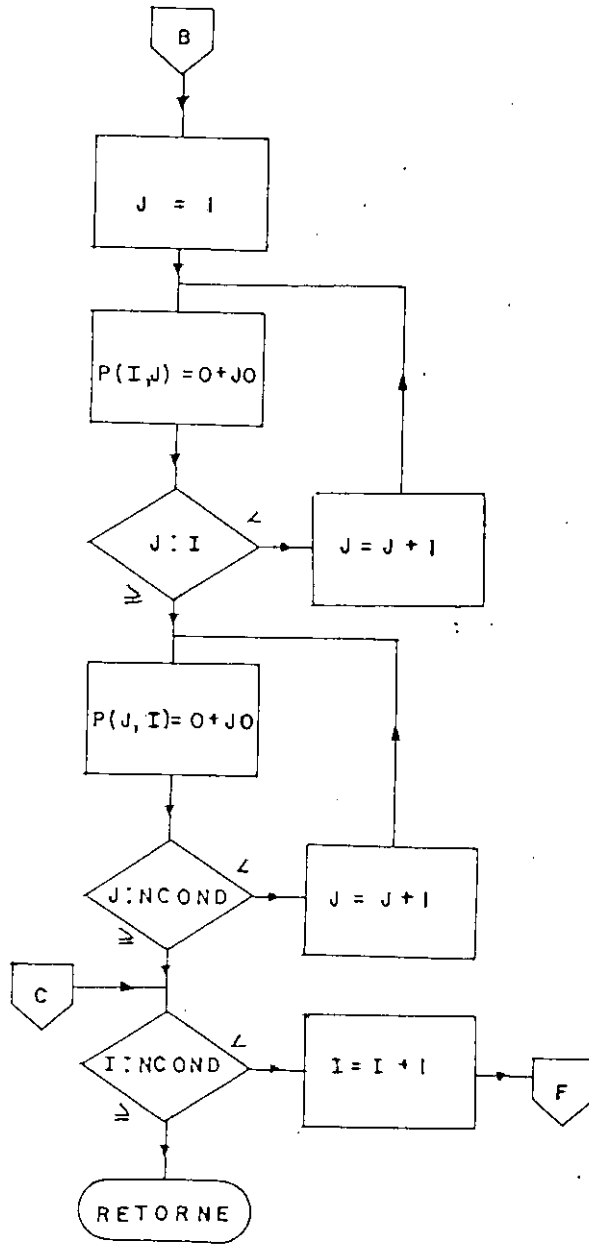 B
J = 1
P(I,J) = 0+J0
J:I
<
≥
J = J + 1
P(J,I)= 0+J0
J:NCOND
<
≥
J = J + 1
C
I:NCOND
<
≥
I = I + 1
F
RETORNE